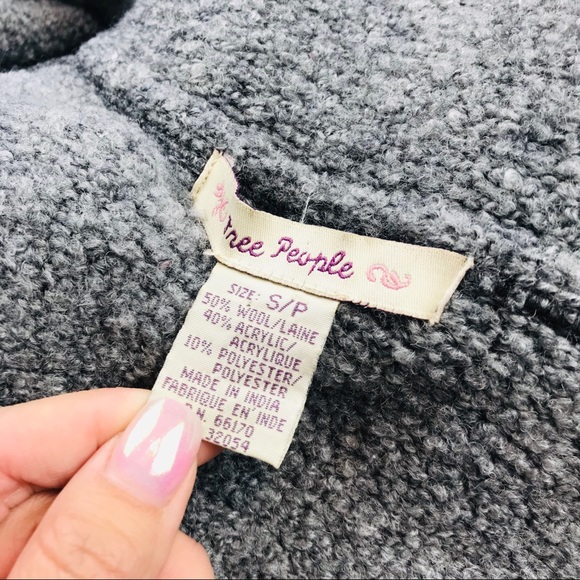 Free People
SIZE: S/P
50% WOOL/LAINE
40% ACRYLIC/
ACRYLIQUE
10% POLYESTER/
POLYESTER
MADE IN INDIA
FABRIQUE EN INDE
66170
32054